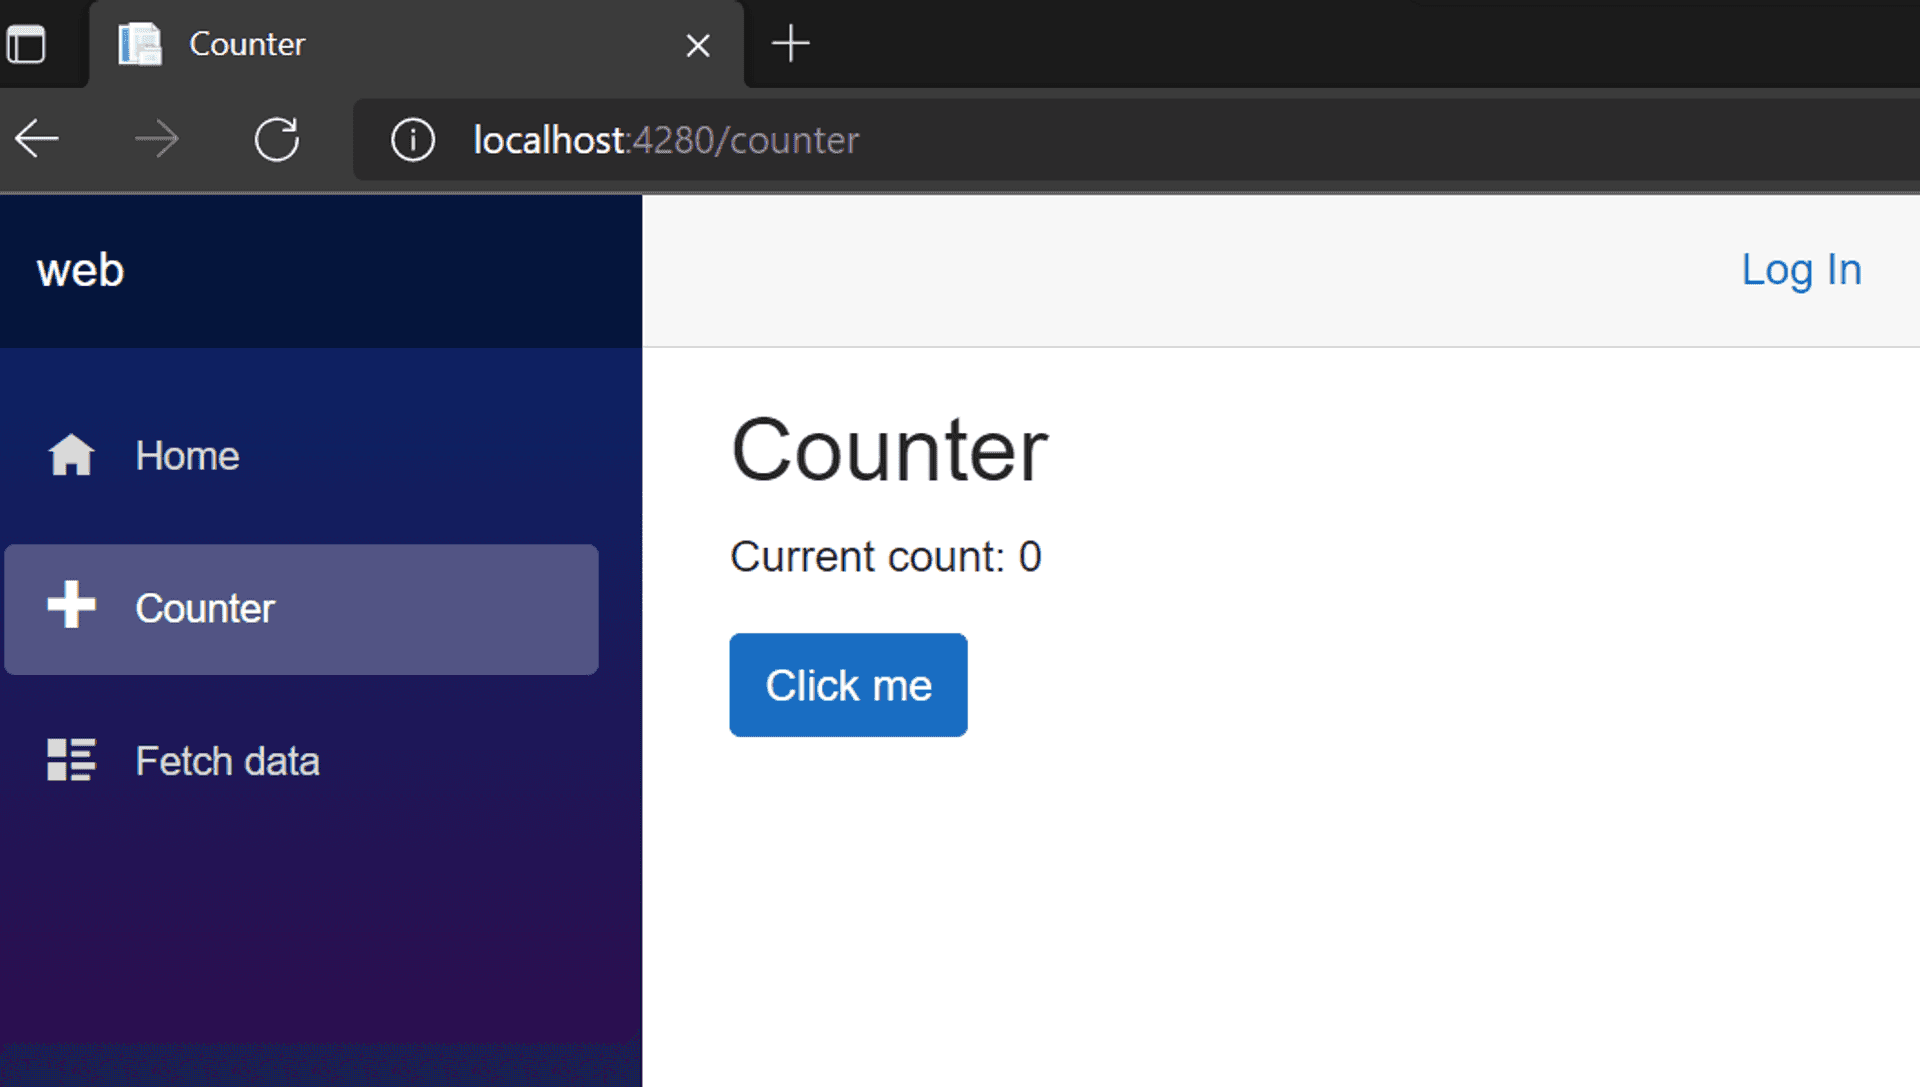 Counter
localhost:4280/counter
web
Log In
Home
Counter
Fetch data
Counter
Current count: 0
Click me